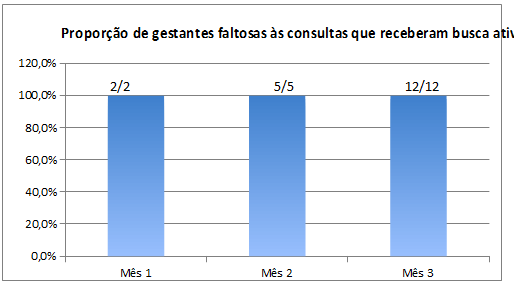 Proporção de gestantes faltosas às consultas que receberam busca ativ
120,0%
100,0%
80,0%
60,0%
40,0%
20,0%
0,0%
2/2
5/5
12/12
Mês 1
Mês 2
Mês 3